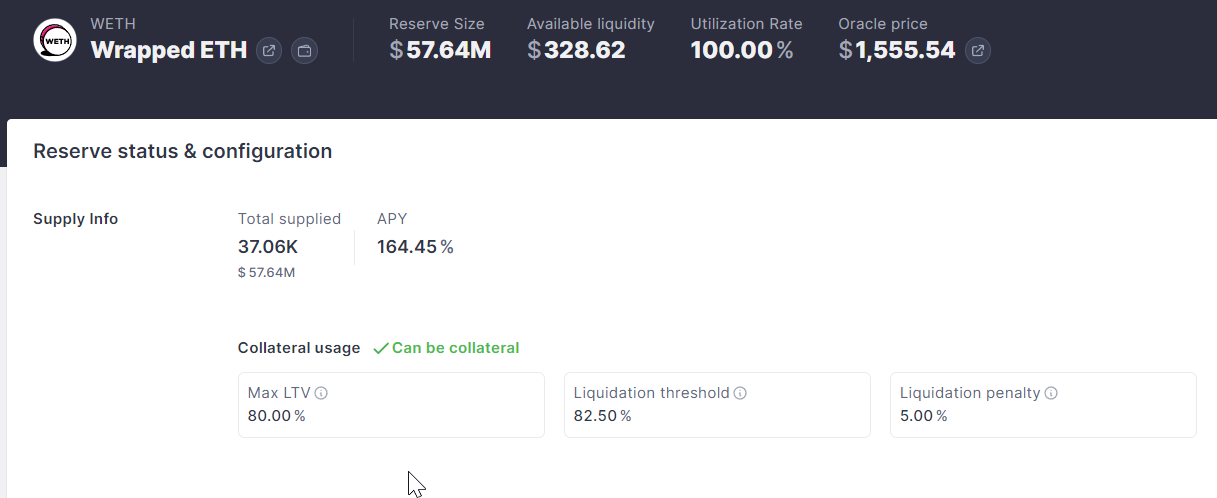 WETH
Wrapped ETH
WETH
Reserve Size
$57.64M
Available liquidity
$328.62
Utilization Rate
100.00%
Oracle price
$1,555.54
Reserve status & configuration
Supply Info
Total supplied
37.06K
$ 57.64M
APY
164.45%
Collateral usage
Can be collateral
Max LTV
80.00%
Liquidation threshold
82.50%
Liquidation penalty
5.00%